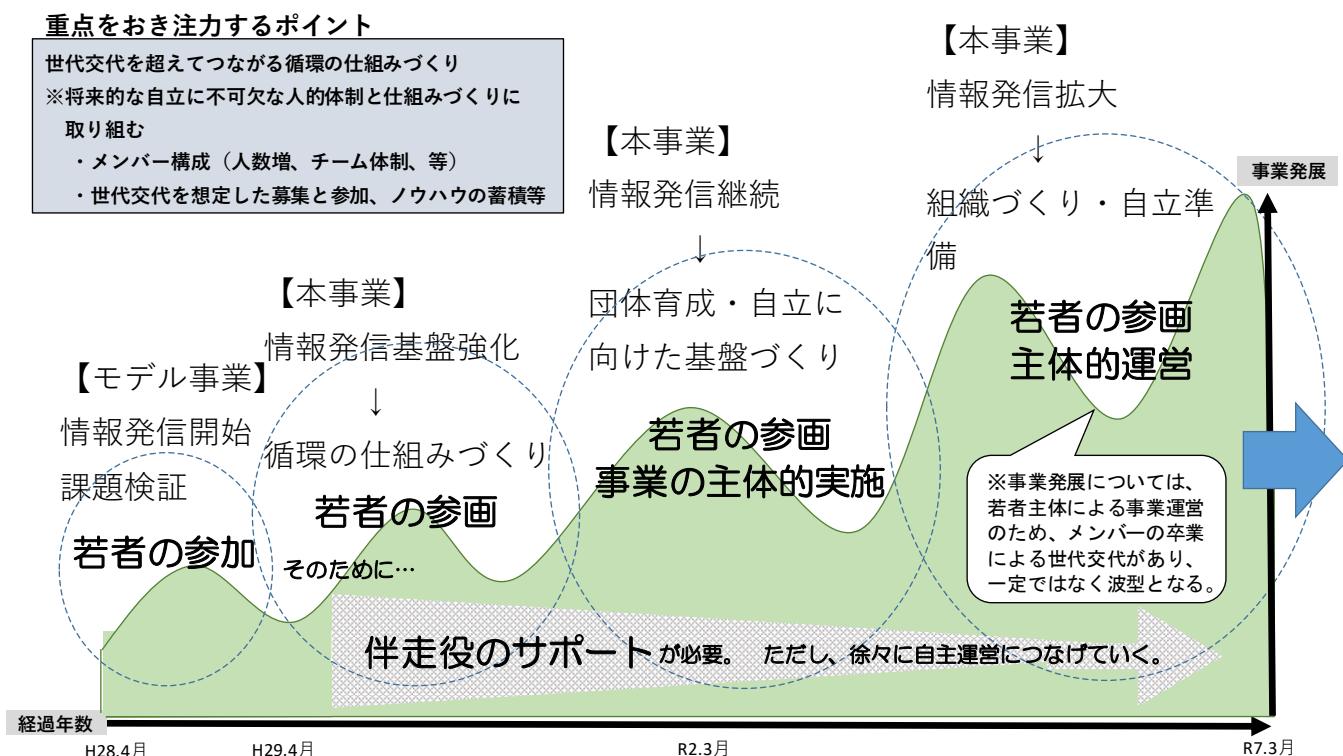 重点をおき注力するポイント
世代交代を超えてつながる循環の仕組みづくり
※将来的な自立に不可欠な人的体制と仕組みづくりに
取り組む
・メンバー構成（人数増、チーム体制、等）
・世代交代を想定した募集と参加、ノウハウの蓄積等
【モデル事業】
情報発信開始
課題検証
若者の参加
【本事業】
情報発信基盤強化
↓
循環の仕組みづくり
若者の参画
そのために…
【本事業】
情報発信継続
↓
団体育成・自立に
向けた基盤づくり
若者の参画
事業の主体的実施
【本事業】
情報発信拡大
↓
組織づくり・自立準
備
若者の参画
主体的運営
※事業発展については、
若者主体による事業運営
のため、メンバーの卒業
による世代交代があり、
一定ではなく波型となる。
事業発展
伴走役のサポートが必要。 ただし、徐々に自主運営につなげていく。
経過年数
H28.4月
H29.4月
R2.3月
R7.3月